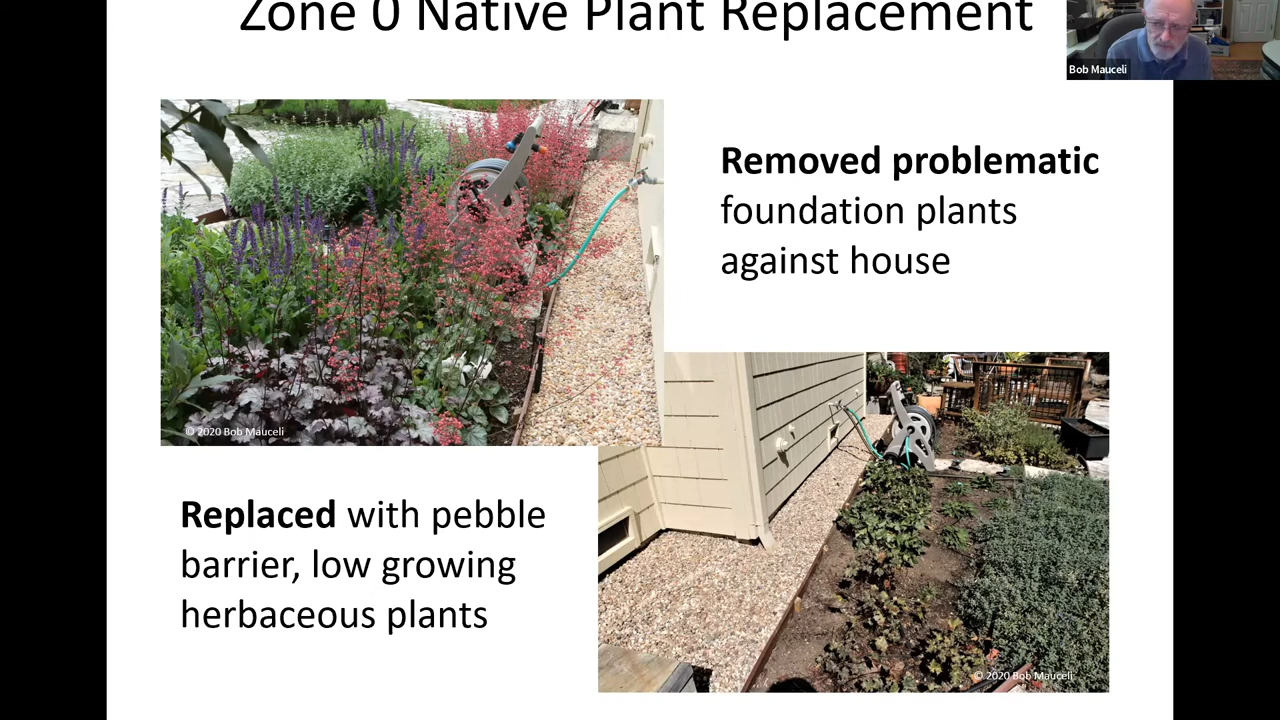 Zone 0 Native Plant Replacement
Bob Mauceli
Removed problematic
foundation plants
against house
© 2020 Bob Mauceli
Replaced with pebble
barrier, low growing
herbaceous plants
© 2020 Bob Mauceli